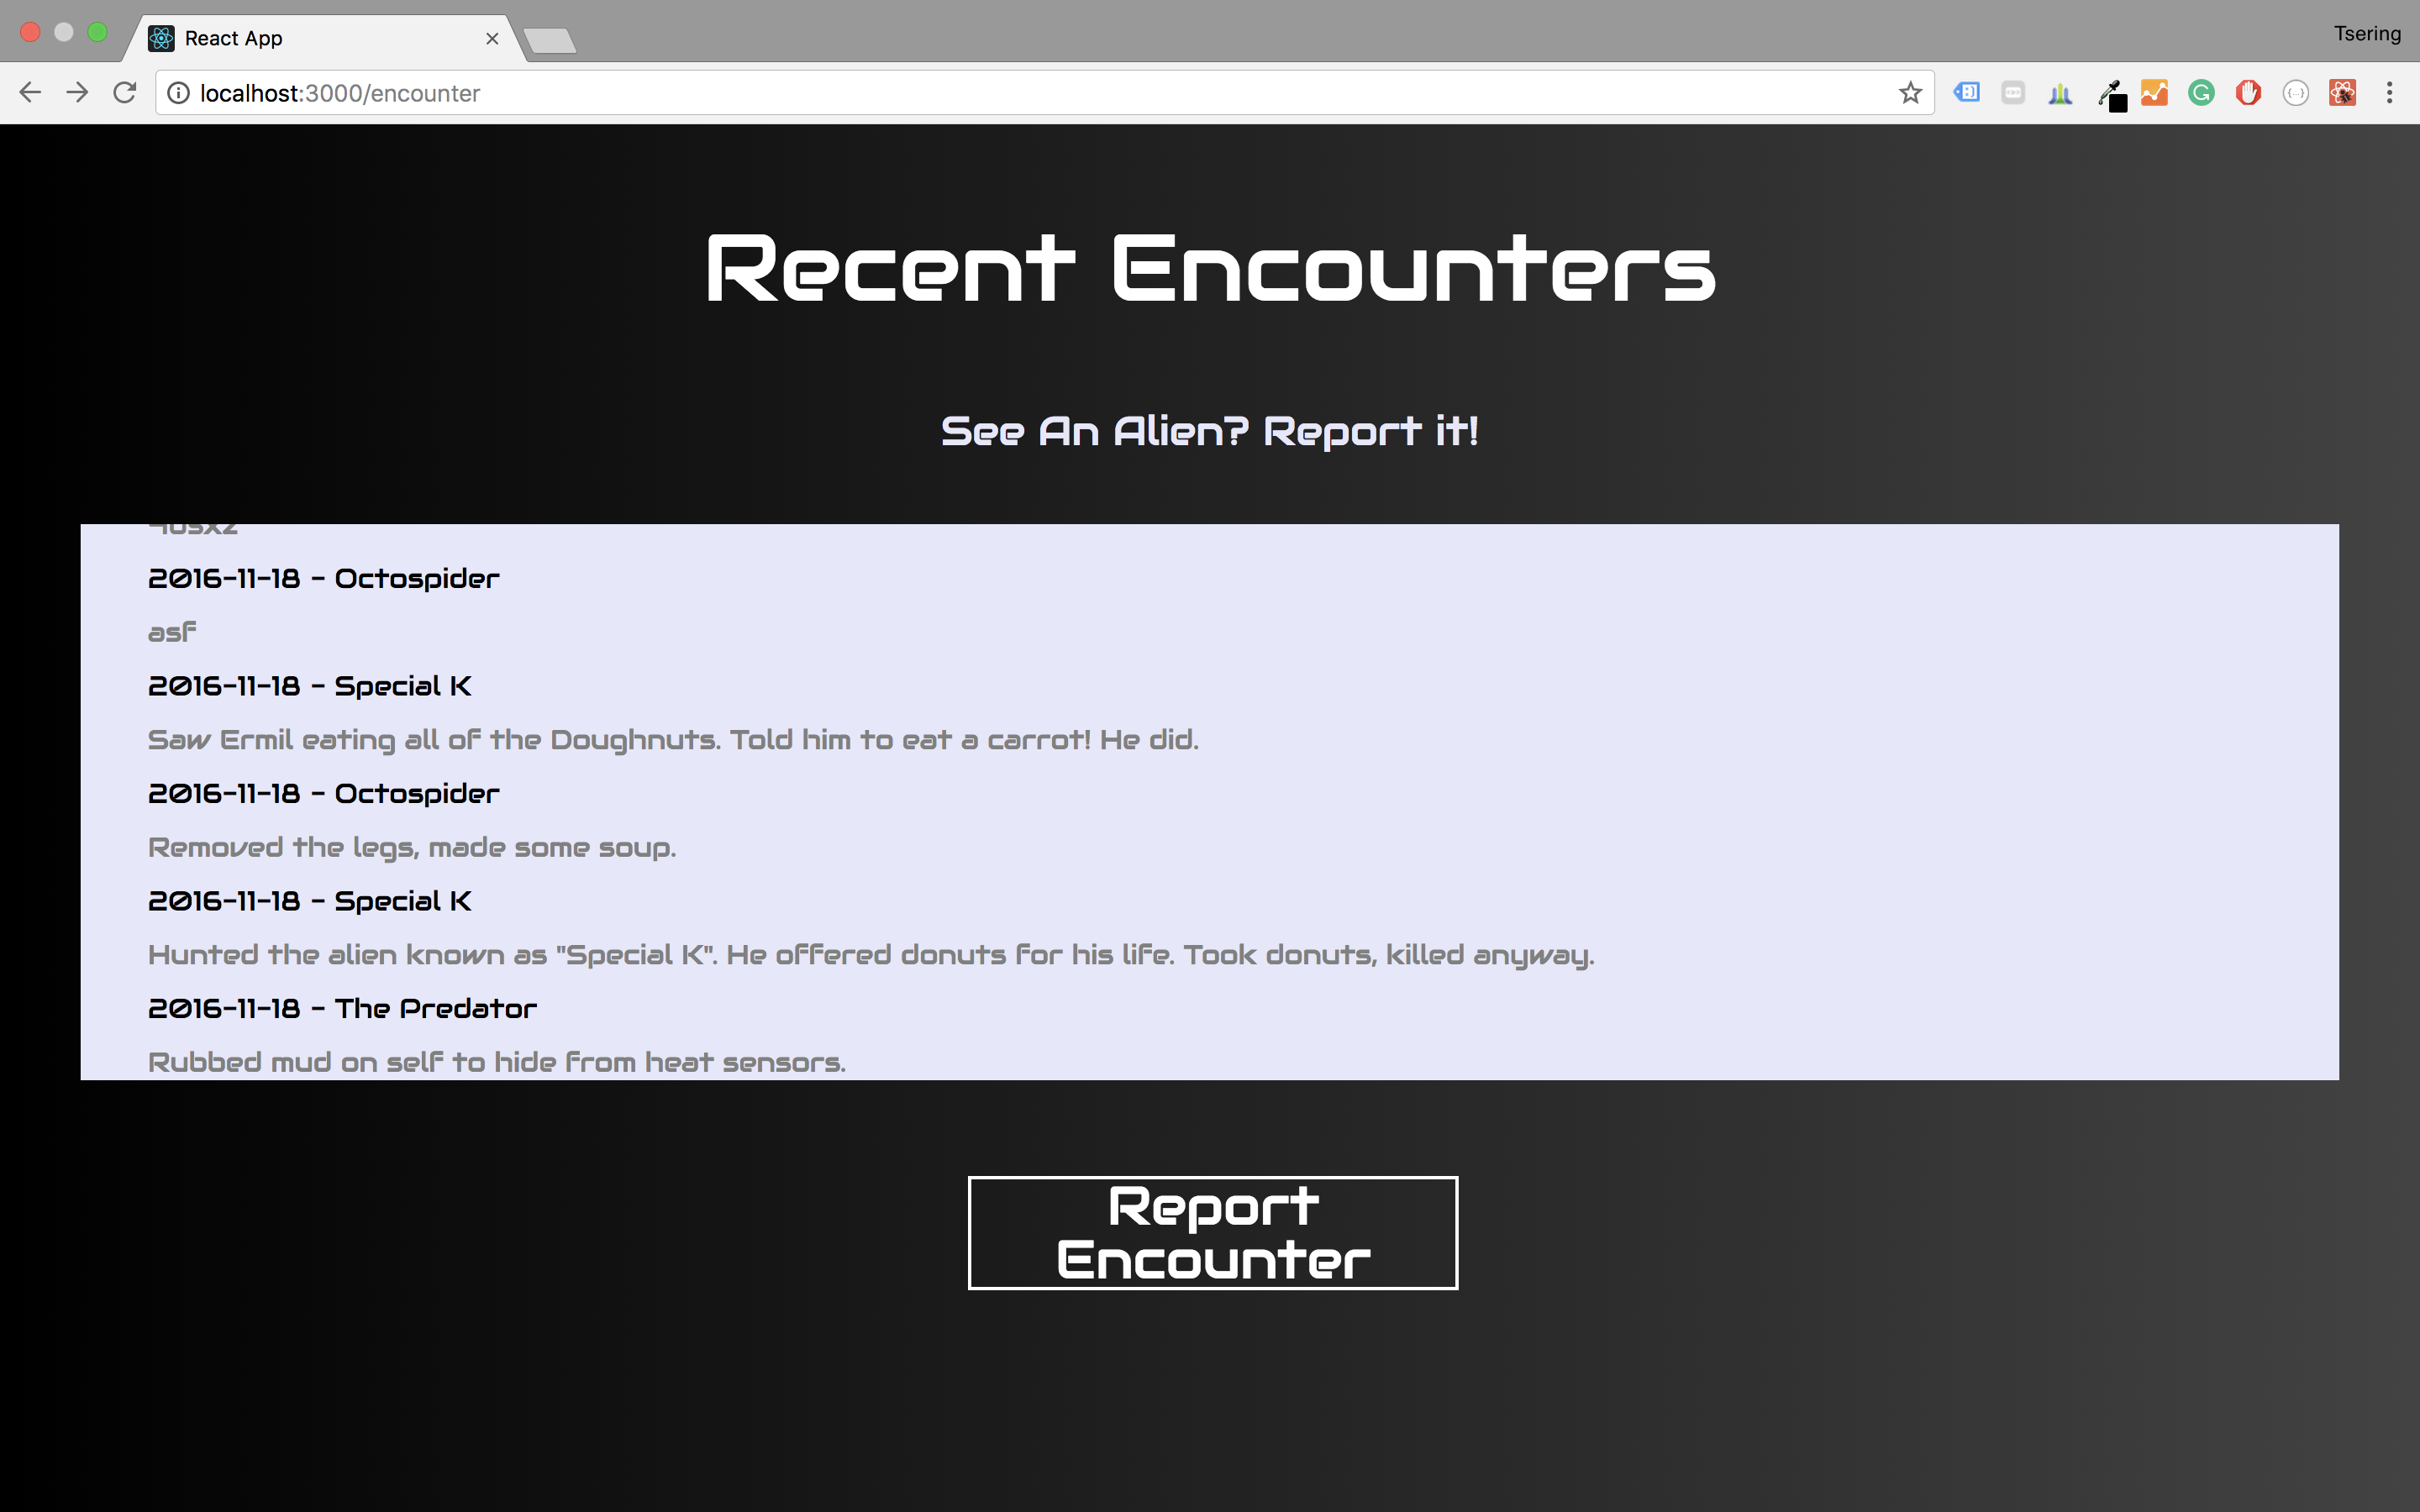 React App
Tsering
localhost:3000/encounter
Recent Encounters
See An Alien? Report it!
2016-11-18 - Octospider
asf
2016-11-18 - Special K
Saw Ermil eating all of the Doughnuts. Told him to eat a carrot! He did.
2016-11-18 - Octospider
Removed the legs, made some soup.
2016-11-18 - Special K
Hunted the alien known as "Special K". He offered donuts for his life. Took donuts, killed anyway.
2016-11-18 - The Predator
Rubbed mud on self to hide from heat sensors.
Report
Encounter